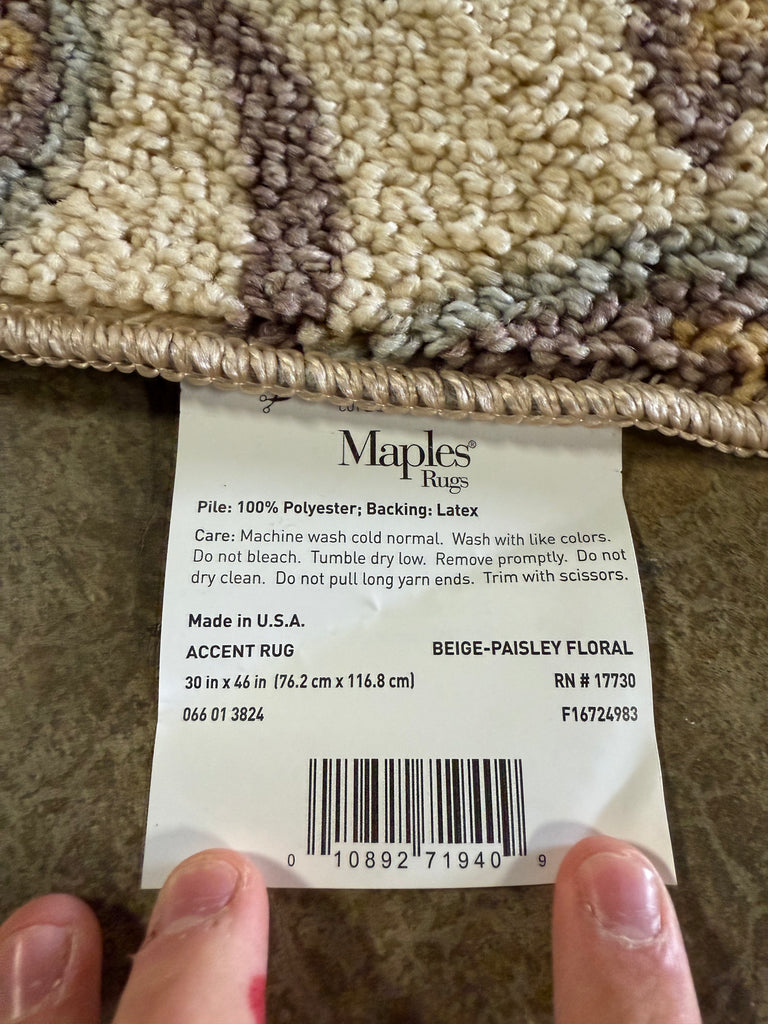 Maples®
Rugs
Pile: 100% Polyester; Backing: Latex
Care: Machine wash cold normal. Wash with like colors.
Do not bleach. Tumble dry low. Remove promptly. Do not
dry clean. Do not pull long yarn ends. Trim with scissors.
Made in U.S.A.
ACCENT RUG BEIGE-PAISLEY FLORAL
30 in x 46 in (76.2 cm x 116.8 cm) RN # 17730
066 01 3824 F16724983
0 10892 71940 9